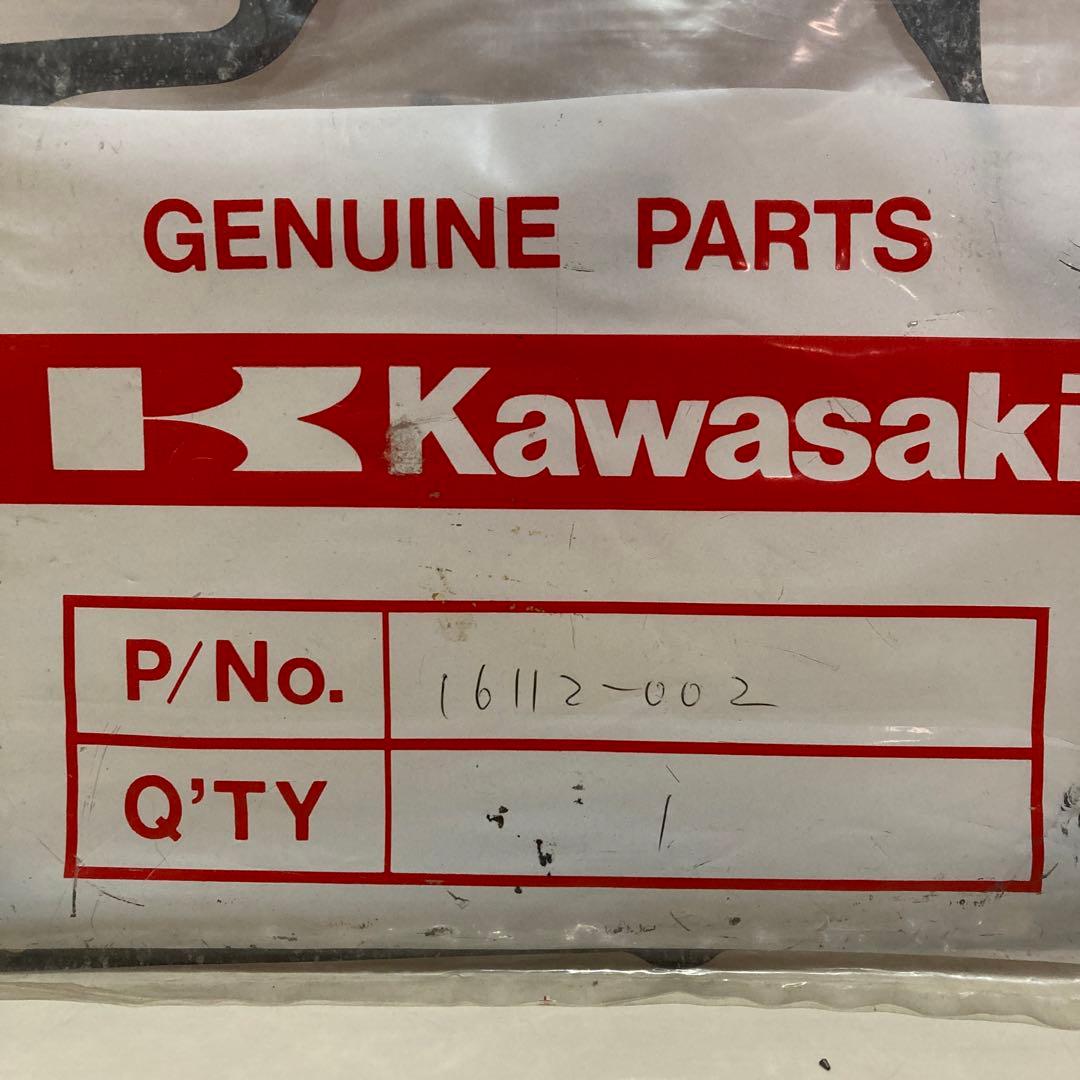 GENUINE PARTS
Kawasaki
P/No. 16112-002
Q'TY 1